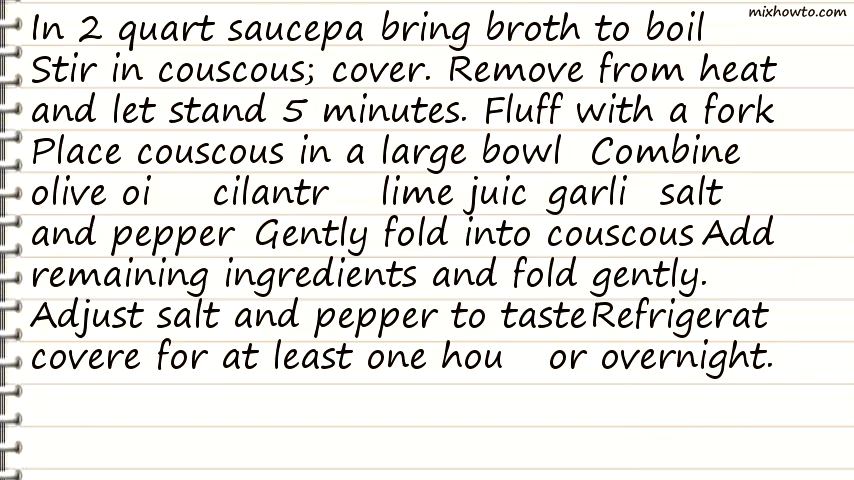 mixhowto.com
In 2 quart saucepa bring broth to boil
Stir in couscous; cover. Remove from heat
and let stand 5 minutes. Fluff with a fork
Place couscous in a large bowl Combine
olive oi cilantr lime juic garli salt
and pepper Gently fold into couscous Add
remaining ingredients and fold gently.
Adjust salt and pepper to taste Refrigerat
covere for at least one hou or overnight.